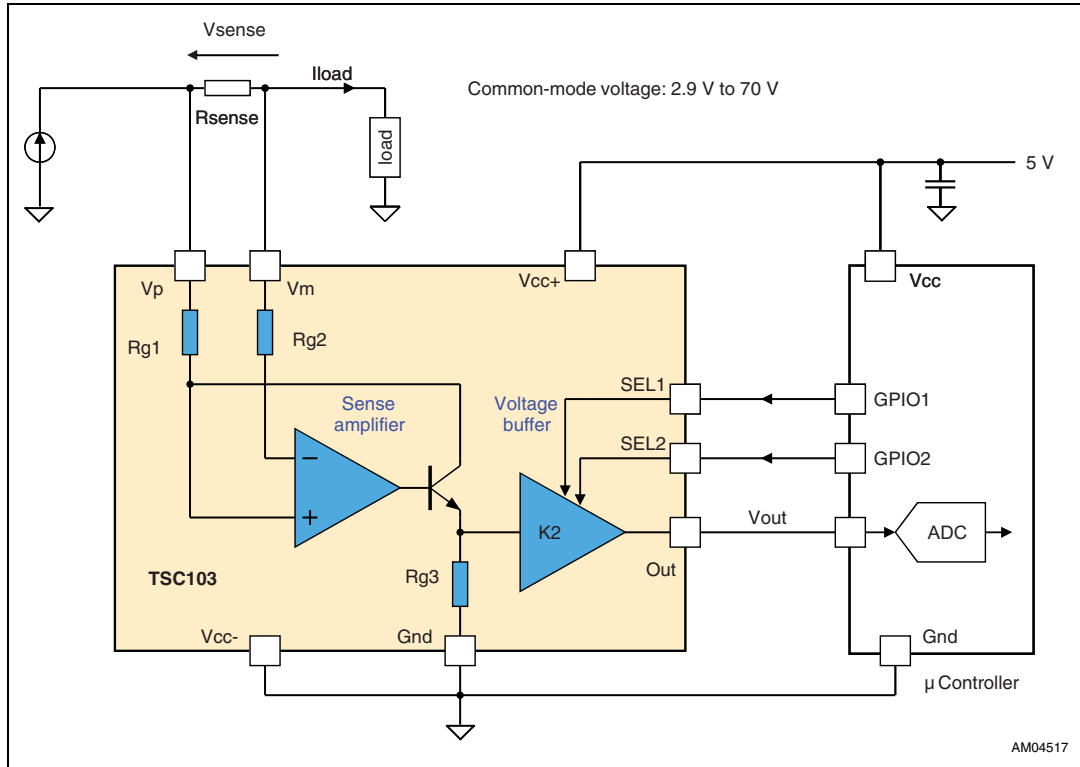 Vsense
Iload
Common-mode voltage: 2.9 V to 70 V
Rsense
load
5 V
Vp
Vm
Vcc+
Vcc
Rg1
Rg2
Sense
amplifier
Voltage
buffer
SEL1
GPIO1
SEL2
GPIO2
−
+
K2
Vout
ADC
Out
TSC103
Rg3
Vcc-
Gnd
Gnd
µ Controller
AM04517